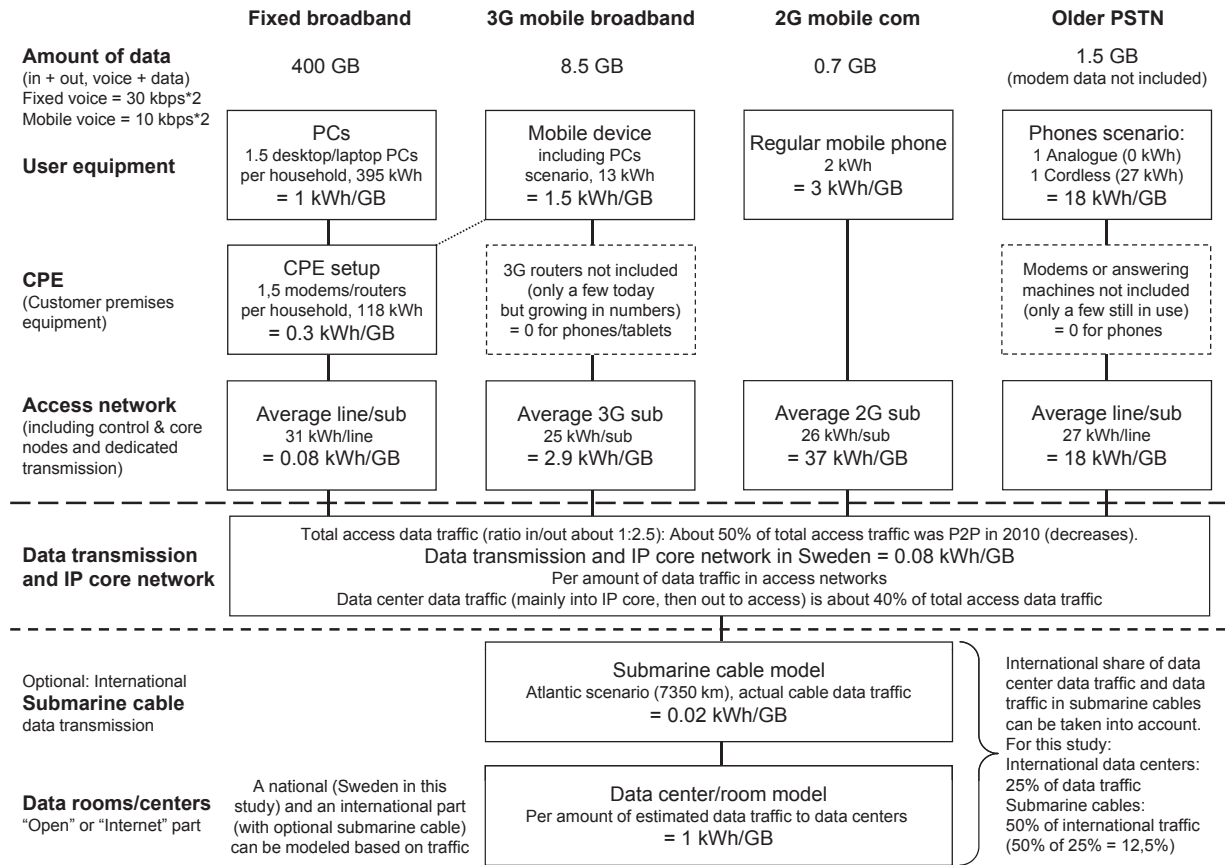 Fixed broadband
3G mobile broadband
2G mobile com
Older PSTN
Amount of data
(in + out, voice + data)
Fixed voice = 30 kbps*2
Mobile voice = 10 kbps*2
400 GB
8.5 GB
0.7 GB
1.5 GB
(modem data not included)
User equipment
PCs
1.5 desktop/laptop PCs
per household, 395 kWh
= 1 kWh/GB
Mobile device
including PCs
scenario, 13 kWh
= 1.5 kWh/GB
Regular mobile phone
2 kWh
= 3 kWh/GB
Phones scenario:
1 Analogue (0 kWh)
1 Cordless (27 kWh)
= 18 kWh/GB
CPE
(Customer premises
equipment)
CPE setup
1,5 modems/routers
per household, 118 kWh
= 0.3 kWh/GB
3G routers not included
(only a few today
but growing in numbers)
= 0 for phones/tablets
Modems or answering
machines not included
(only a few still in use)
= 0 for phones
Access network
(including control & core
nodes and dedicated
transmission)
Average line/sub
31 kWh/line
= 0.08 kWh/GB
Average 3G sub
25 kWh/sub
= 2.9 kWh/GB
Average 2G sub
26 kWh/sub
= 37 kWh/GB
Average line/sub
27 kWh/line
= 18 kWh/GB
Data transmission
and IP core network
Total access data traffic (ratio in/out about 1:2.5): About 50% of total access traffic was P2P in 2010 (decreases).
Data transmission and IP core network in Sweden = 0.08 kWh/GB
Per amount of data traffic in access networks
Data center data traffic (mainly into IP core, then out to access) is about 40% of total access data traffic
Optional: International
Submarine cable
data transmission
Submarine cable model
Atlantic scenario (7350 km), actual cable data traffic
= 0.02 kWh/GB
International share of data
center data traffic and data
traffic in submarine cables
can be taken into account.
For this study:
International data centers:
25% of data traffic
Submarine cables:
50% of international traffic
(50% of 25% = 12,5%)
Data rooms/centers
“Open” or “Internet” part
A national (Sweden in this
study) and an international part
(with optional submarine cable)
can be modeled based on traffic
Data center/room model
Per amount of estimated data traffic to data centers
= 1 kWh/GB